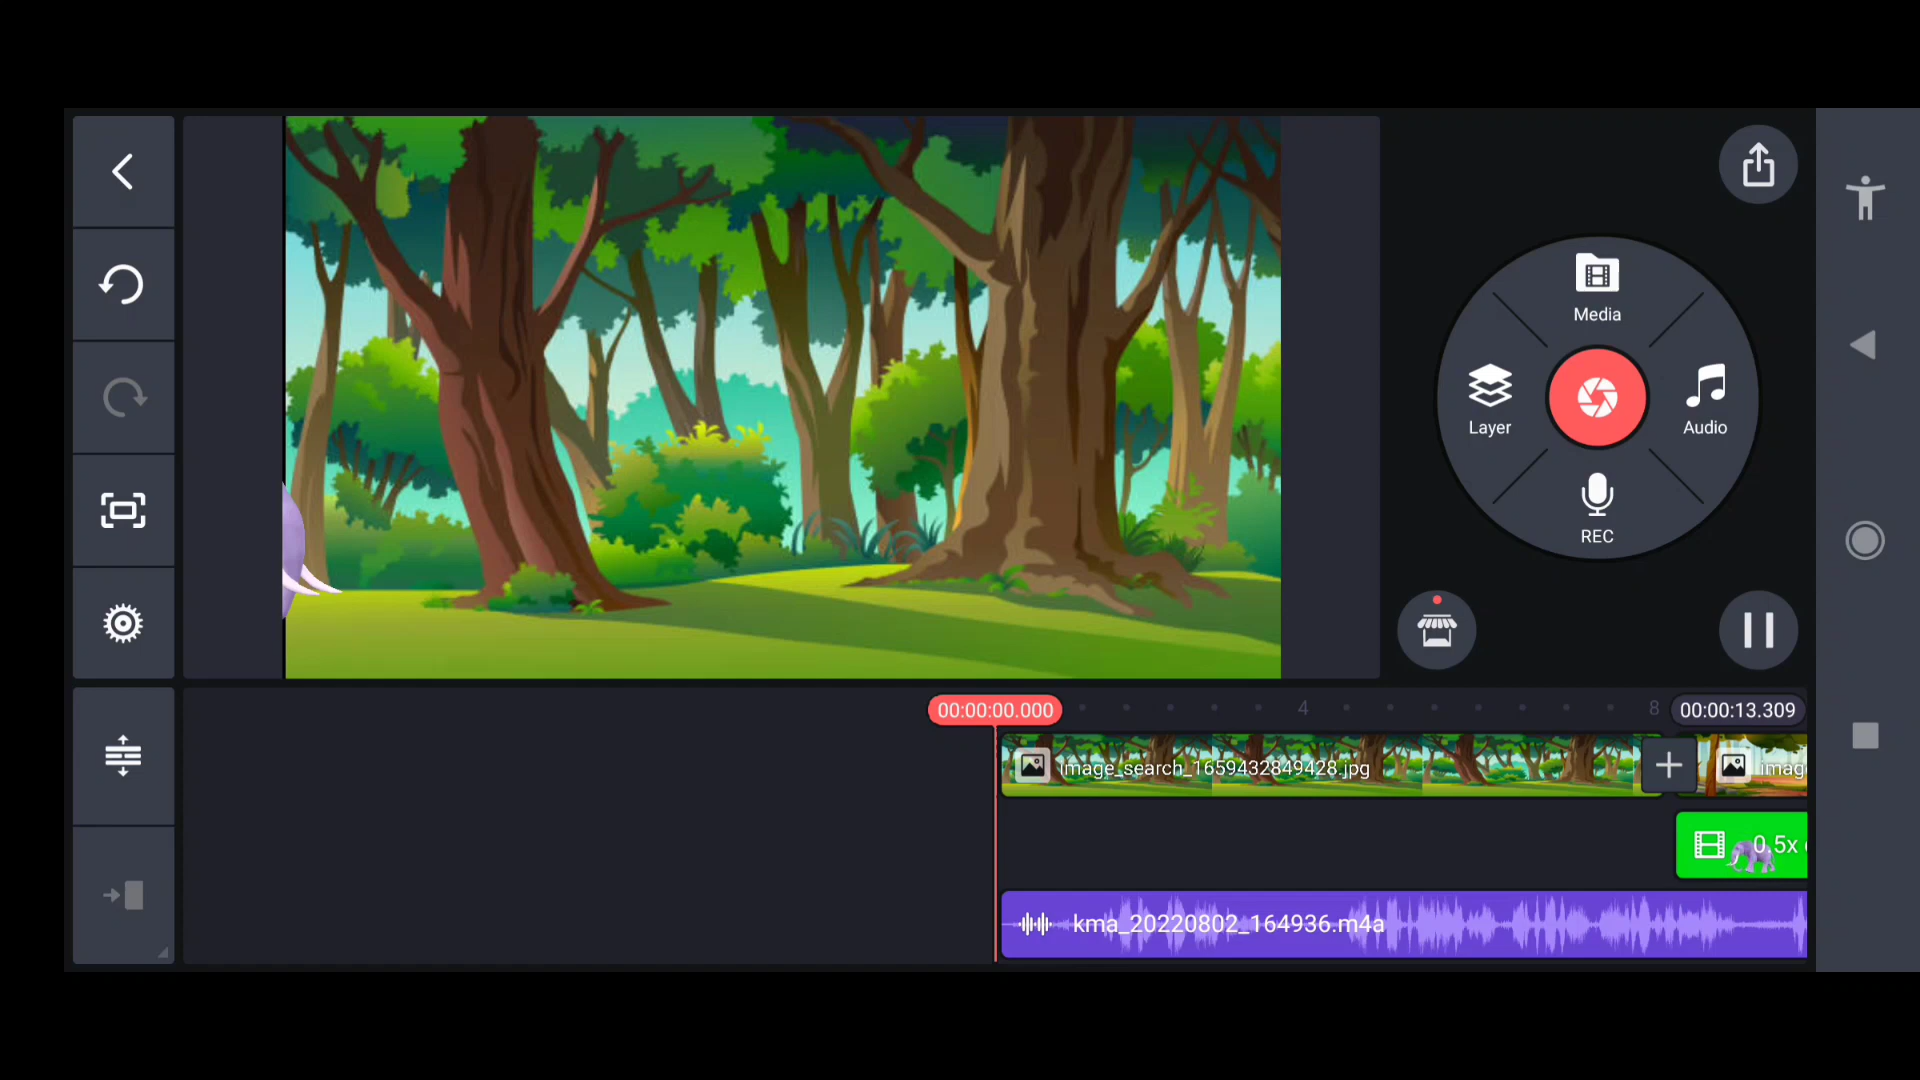 Media
Layer
Audio
REC
00:00:00.000
4
8
00:00:13.309
image_search_1659432849428.jpg
imag
0.5x
kma_20220802_164936.m4a